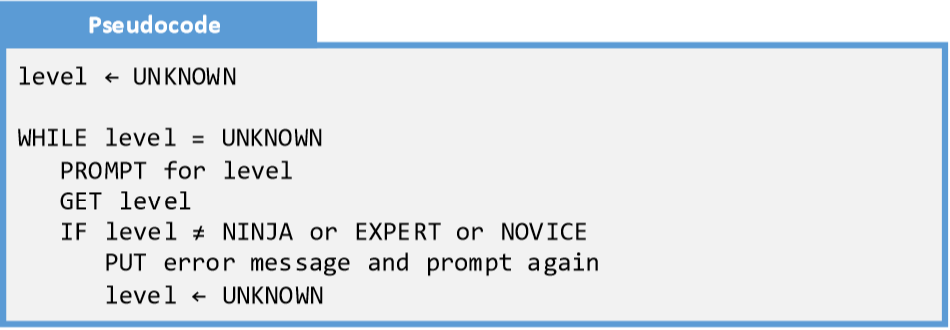 Pseudocode
level ← UNKNOWN
WHILE level = UNKNOWN
PROMPT for level
GET level
IF level ≠ NINJA or EXPERT or NOVICE
PUT error message and prompt again
level ← UNKNOWN